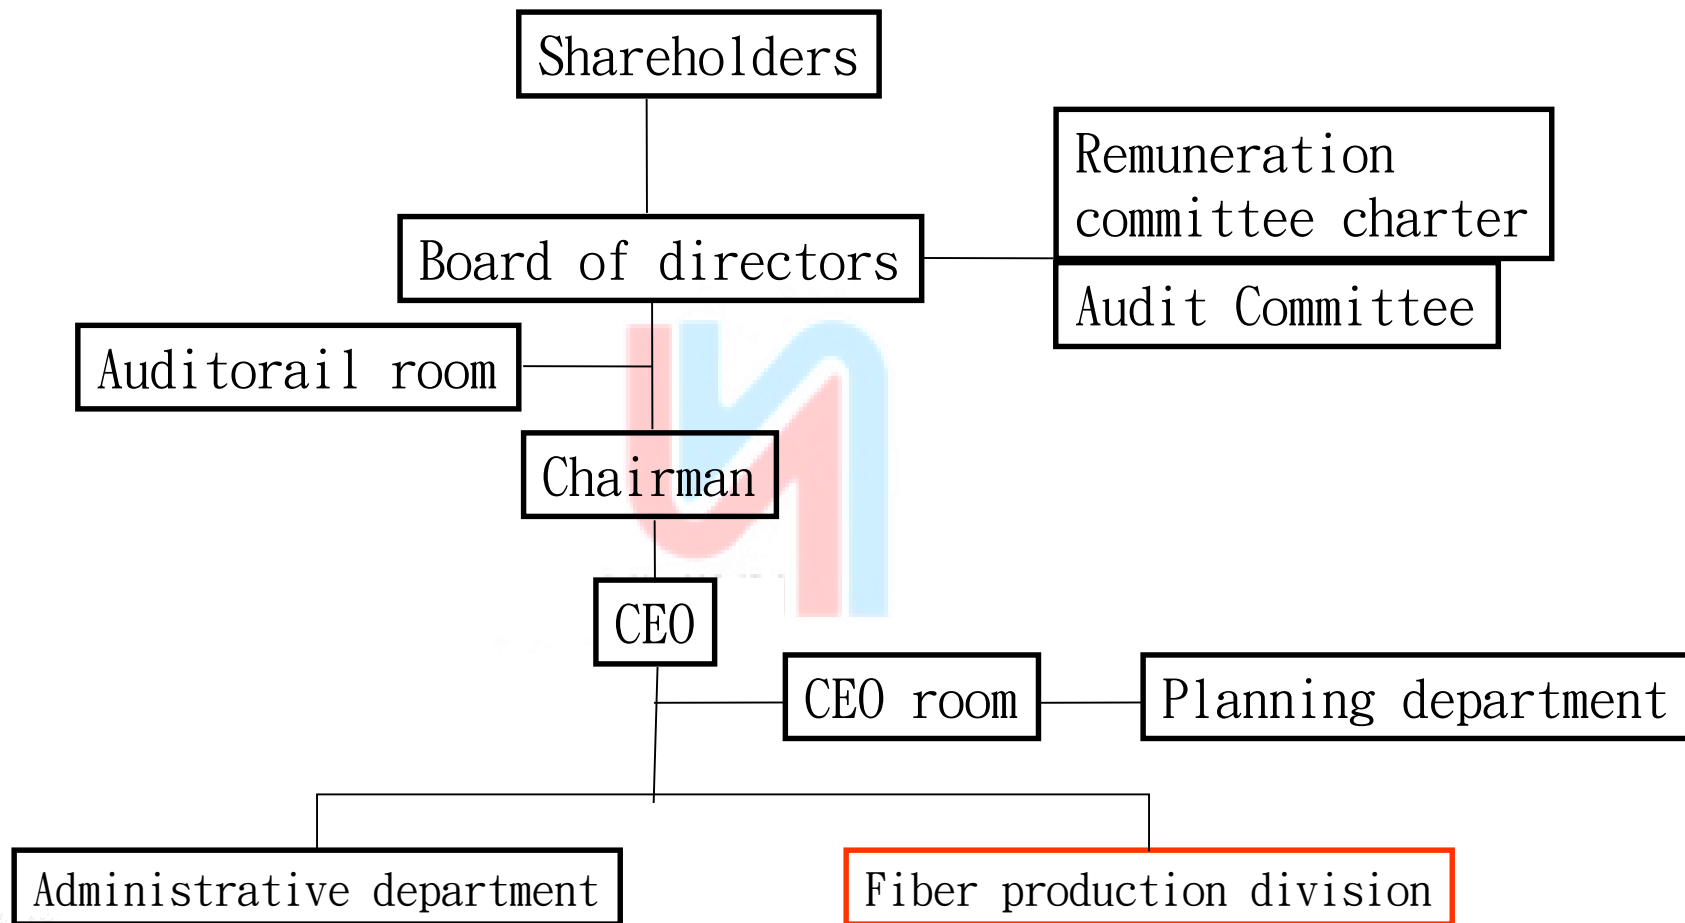 Shareholders
Remuneration
committee charter
Board of directors
Audit Committee
Auditorail room
Chairman
CEO
CEO room
Planning department
Administrative department
Fiber production division